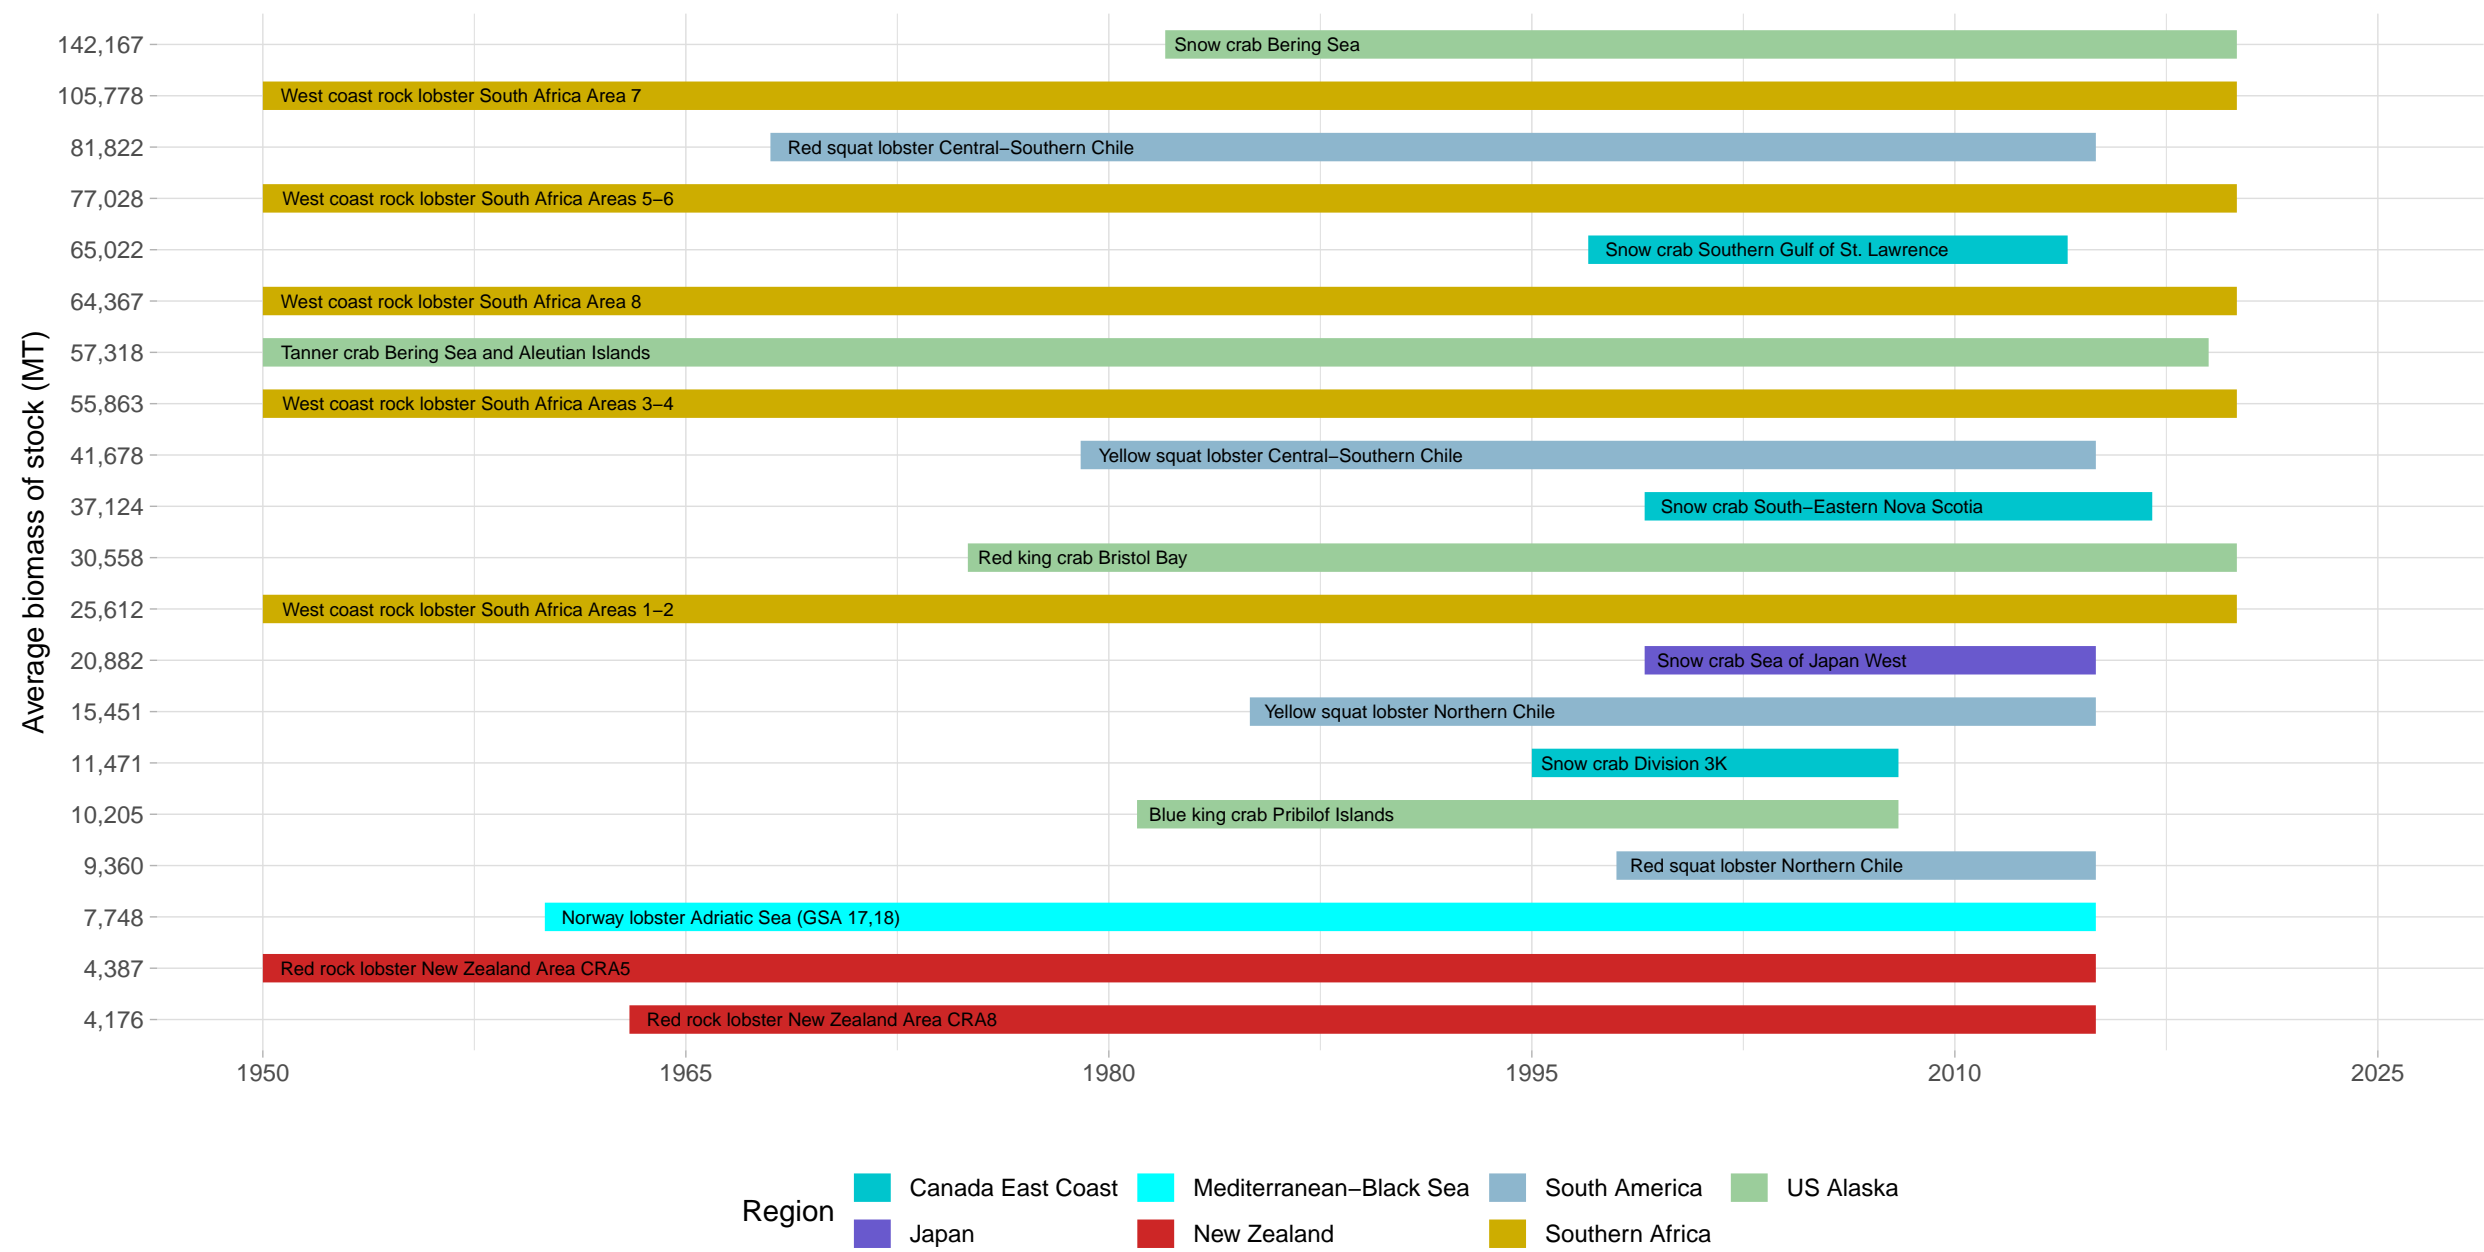 142,167 Snow crab Bering Sea
105,778 West coast rock lobster South Africa Area 7
81,822 Red squat lobster Central−Southern Chile
77,028 West coast rock lobster South Africa Areas 5−6
65,022 Snow crab Southern Gulf of St. Lawrence
64,367 West coast rock lobster South Africa Area 8
57,318 Tanner crab Bering Sea and Aleutian Islands
55,863 West coast rock lobster South Africa Areas 3−4
41,678 Yellow squat lobster Central−Southern Chile
37,124 Snow crab South−Eastern Nova Scotia
30,558 Red king crab Bristol Bay
25,612 West coast rock lobster South Africa Areas 1−2
20,882 Snow crab Sea of Japan West
15,451 Yellow squat lobster Northern Chile
11,471 Snow crab Division 3K
10,205 Blue king crab Pribilof Islands
9,360 Red squat lobster Northern Chile
7,748 Norway lobster Adriatic Sea (GSA 17,18)
4,387 Red rock lobster New Zealand Area CRA5
4,176 Red rock lobster New Zealand Area CRA8
Average biomass of stock (MT)
1950 1965 1980 1995 2010 2025
Region
Canada East Coast Mediterranean−Black Sea South America US Alaska
Japan New Zealand Southern Africa